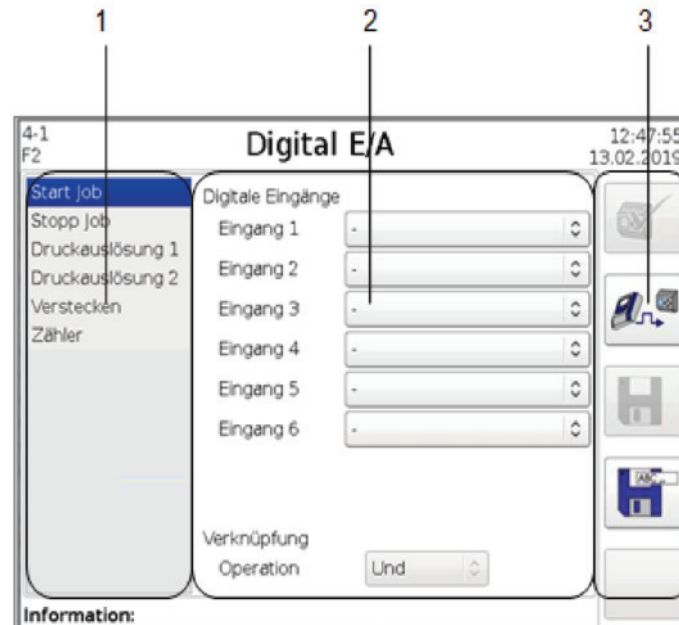 1 2 3
4-1
F2
Digital E/A
12:47:55
13.02.2019
Start Job
Stopp Job
Druckauslösung 1
Druckauslösung 2
Verstecken
Zähler
Digitale Eingänge
Eingang 1 -
Eingang 2 -
Eingang 3 -
Eingang 4 -
Eingang 5 -
Eingang 6 -
Verknüpfung
Operation Und
ABC...
Information: